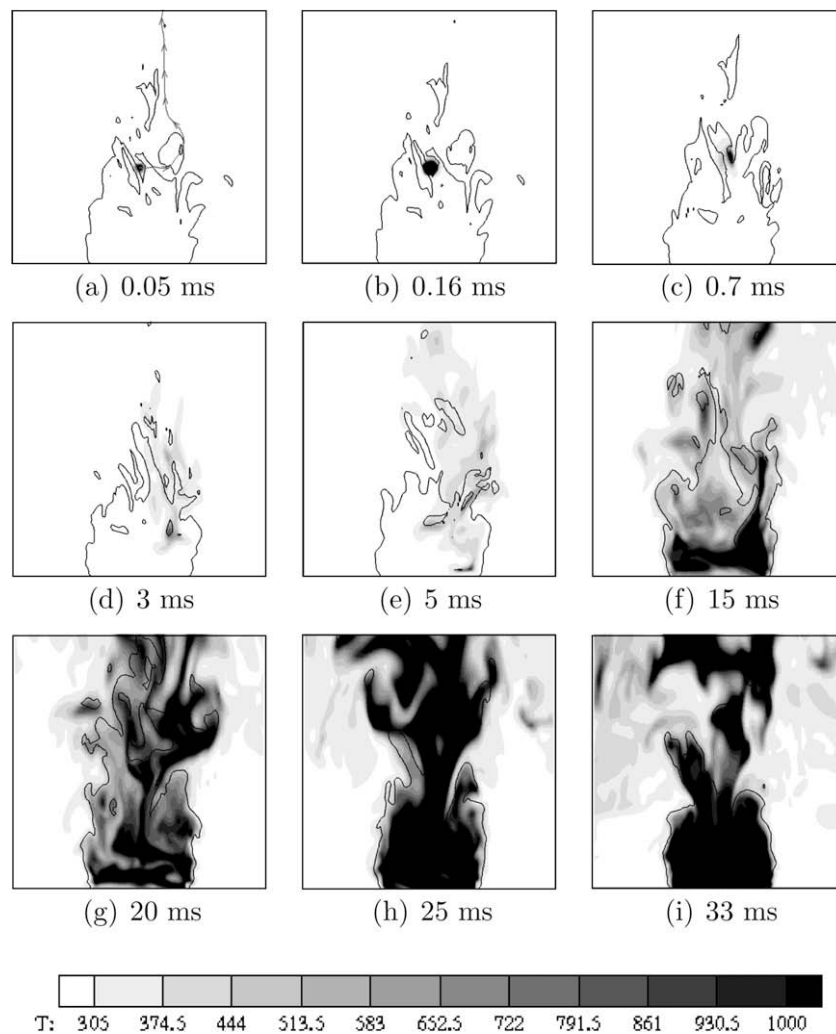 (a) 0.05 ms
(b) 0.16 ms
(c) 0.7 ms
(d) 3 ms
(e) 5 ms
(f) 15 ms
(g) 20 ms
(h) 25 ms
(i) 33 ms
T: 305 374.5 444 513.5 583 652.5 722 791.5 861 930.5 1000